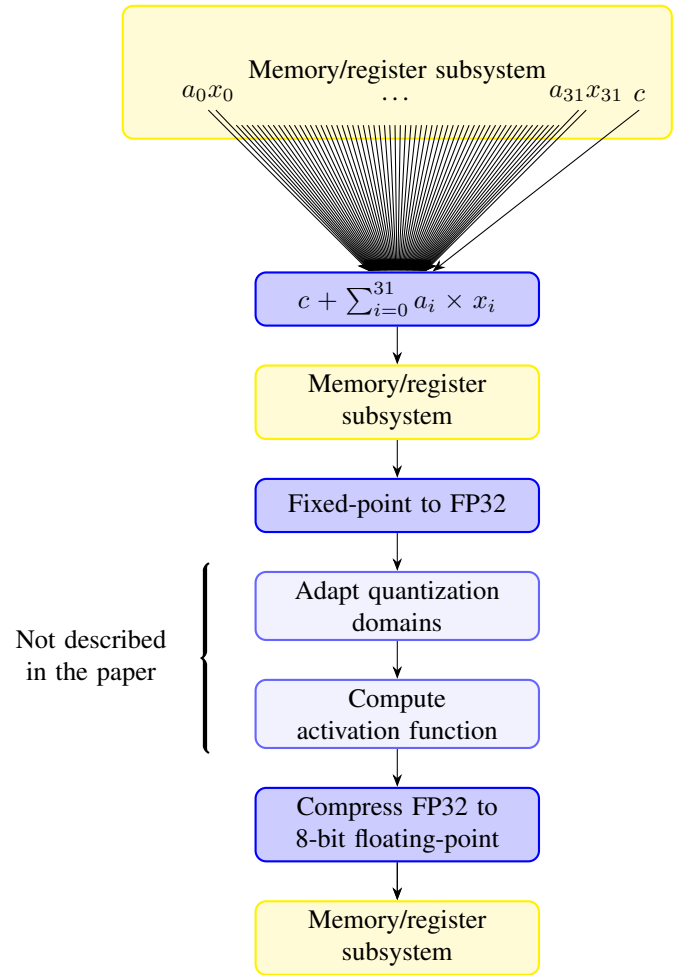 Memory/register subsystem
a₀x₀ ... a₃₁x₃₁ c
c + ∑³¹ᵢ₌₀ aᵢ × xᵢ
Memory/register
subsystem
Fixed-point to FP32
Adapt quantization
domains
Not described
in the paper
Compute
activation function
Compress FP32 to
8-bit floating-point
Memory/register
subsystem